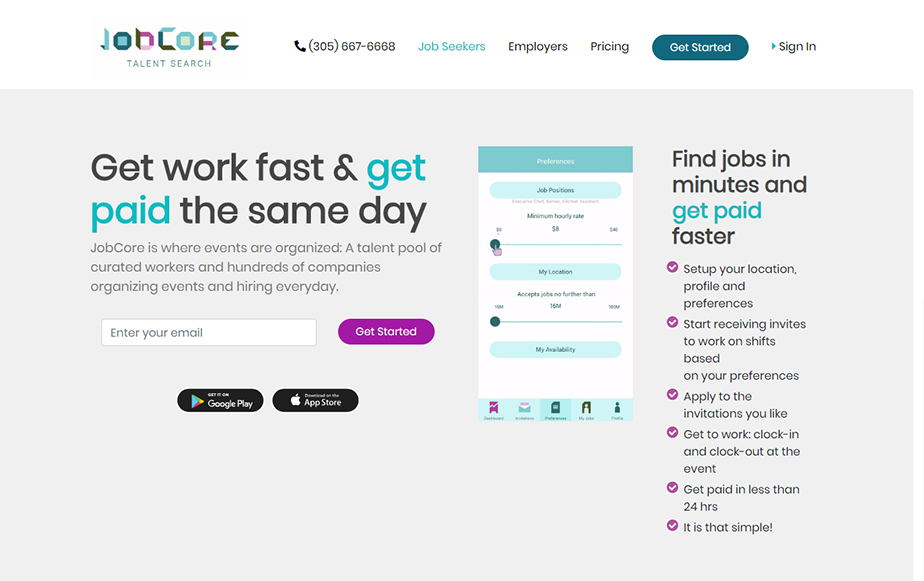 JobCore
TALENT SEARCH
(305) 667-6668
Job Seekers
Employers
Pricing
Get Started
Sign In
Get work fast & get
paid the same day
JobCore is where events are organized: A talent pool of
curated workers and hundreds of companies
organizing events and hiring everyday.
Enter your email
Get Started
GET IT ON
Google Play
Download on the
App Store
Preferences
Job Positions
Executive Chef, Server, Kitchen Assistant
Minimum hourly rate
$8
$8
$40
My Location
Accepts jobs no further than
16M
16M
180M
My Availability
Dashboard
Invitations
Preferences
My Jobs
Profile
Find jobs in
minutes and
get paid
faster
Setup your location,
profile and
preferences
Start receiving invites
to work on shifts
based
on your preferences
Apply to the
invitations you like
Get to work: clock-in
and clock-out at the
event
Get paid in less than
24 hrs
It is that simple!